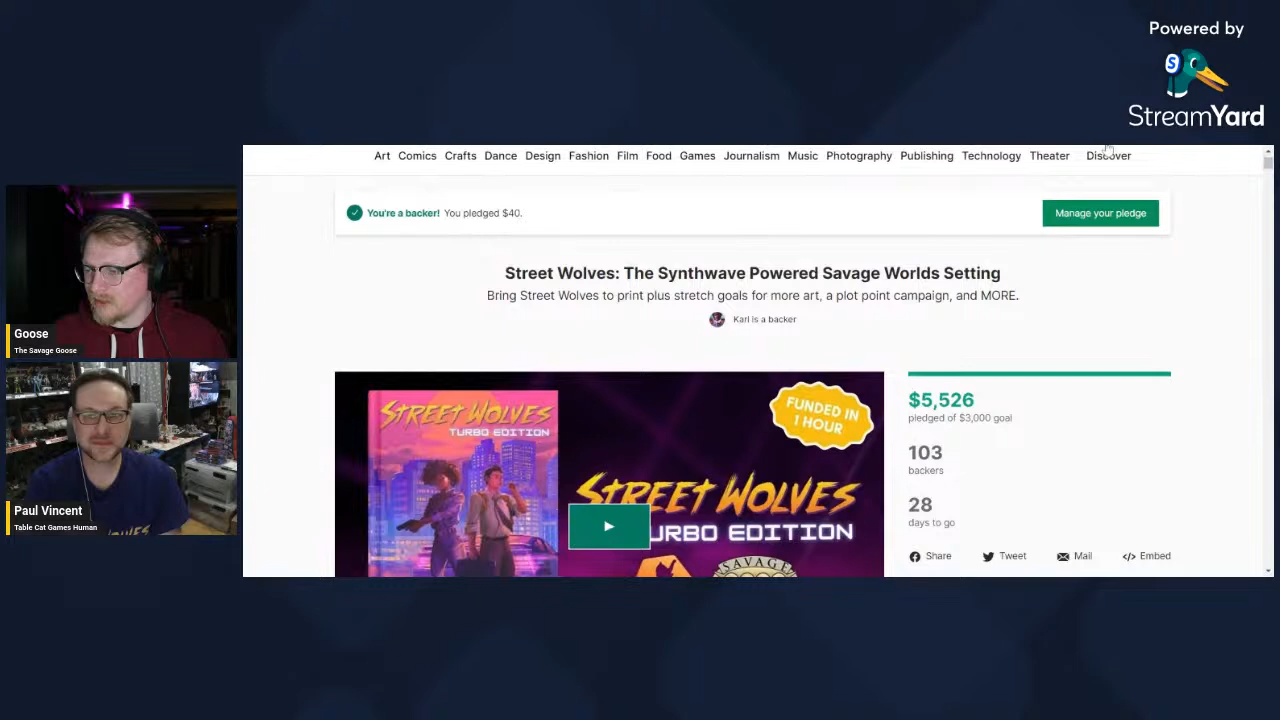 Powered by
S
StreamYard
Art Comics Crafts Dance Design Fashion Film Food Games Journalism Music Photography Publishing Technology Theater Discover
You're a backer! You pledged $40.
Manage your pledge
Street Wolves: The Synthwave Powered Savage Worlds Setting
Bring Street Wolves to print plus stretch goals for more art, a plot point campaign, and MORE.
Karl is a backer
STREET WOLVES
TURBO EDITION
FUNDED IN
1 HOUR
STREET WOLVES
URBO EDITION
SAVAGE
$5,526
pledged of $3,000 goal
103
backers
28
days to go
Share Tweet Mail </> Embed
Goose
The Savage Goose
Paul Vincent
Table Cat Games Human